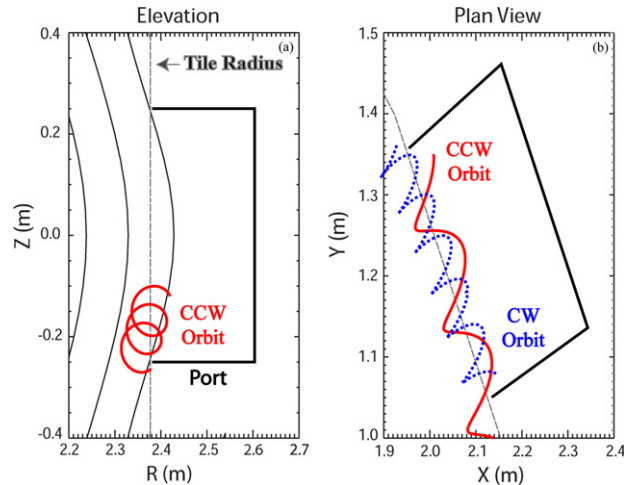 Elevation
(a)
← Tile Radius
CCW
Orbit
Port
Z (m)
0.4
0.2
0.0
-0.2
-0.4
2.2 2.3 2.4 2.5 2.6 2.7
R (m)
Plan View
(b)
CCW
Orbit
CW
Orbit
Y (m)
1.5
1.4
1.3
1.2
1.1
1.0
1.9 2.0 2.1 2.2 2.3 2.4
X (m)